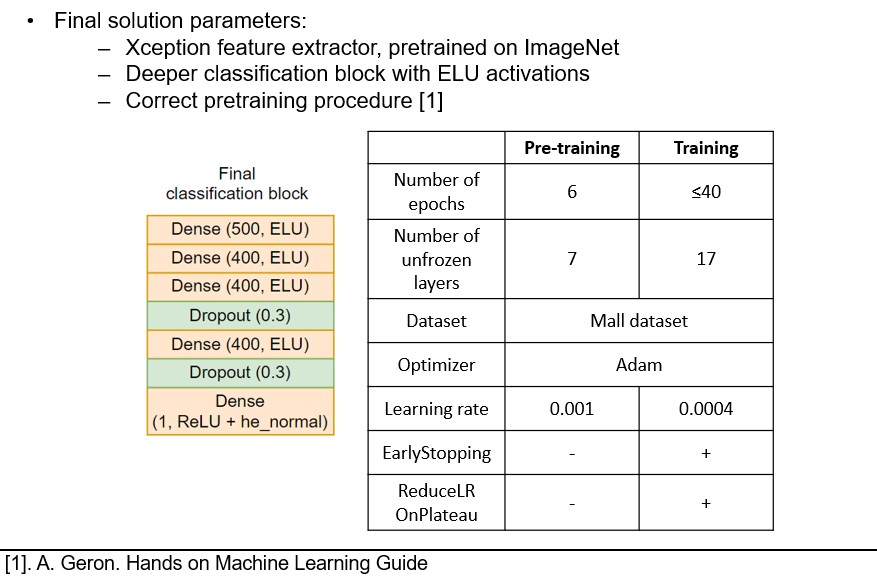 • Final solution parameters:
– Xception feature extractor, pretrained on ImageNet
– Deeper classification block with ELU activations
– Correct pretraining procedure [1]
Final
classification block
Dense (500, ELU)
Dense (400, ELU)
Dense (400, ELU)
Dropout (0.3)
Dense (400, ELU)
Dropout (0.3)
Dense
(1, ReLU + he_normal)
Pre-training Training
Number of
epochs
6 ≤40
Number of
unfrozen
layers
7 17
Dataset Mall dataset
Optimizer Adam
Learning rate 0.001 0.0004
EarlyStopping - +
ReduceLR
OnPlateau
- +
[1]. A. Geron. Hands on Machine Learning Guide